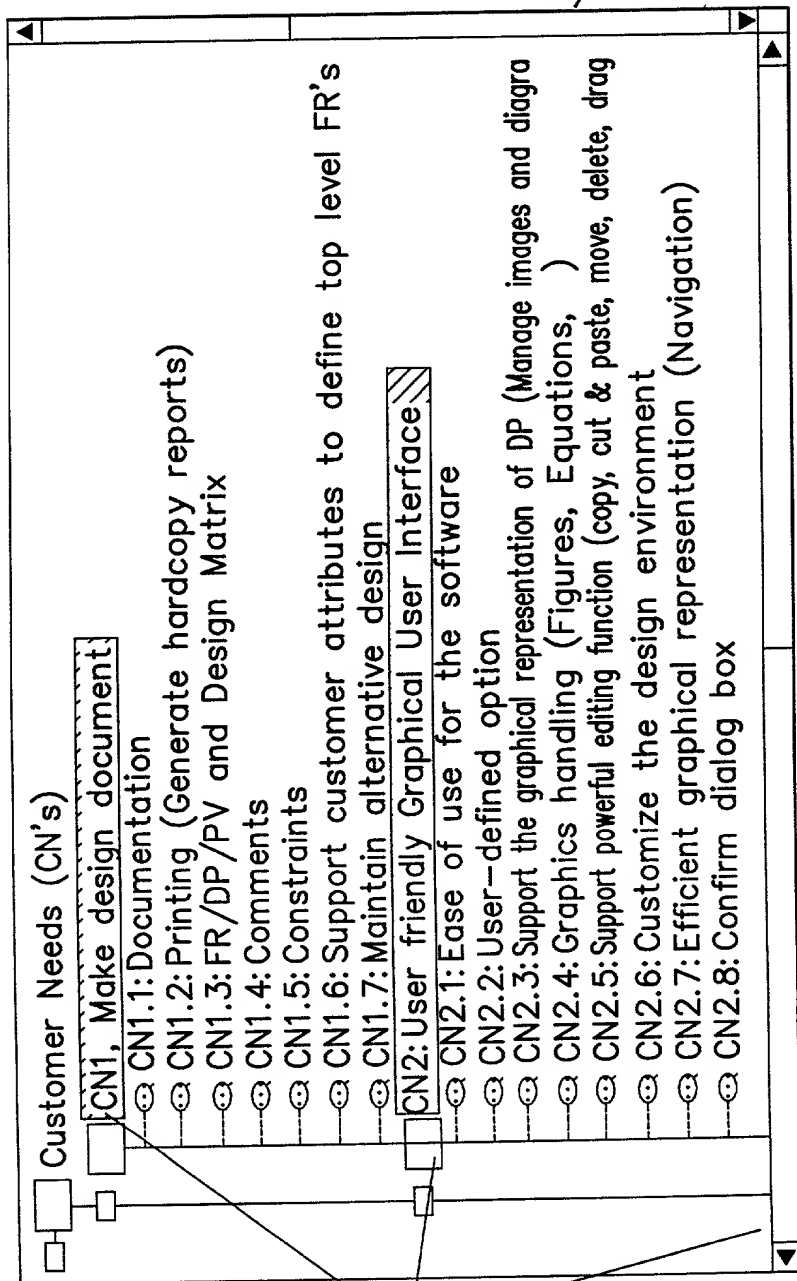 Customer Needs (CN's)
CN1, Make design document
CN1.1: Documentation
CN1.2: Printing (Generate hardcopy reports)
CN1.3: FR/DP/PV and Design Matrix
CN1.4: Comments
CN1.5: Constraints
CN1.6: Support customer attributes to define top level FR's
CN1.7: Maintain alternative design
CN2: User friendly Graphical User Interface
CN2.1: Ease of use for the software
CN2.2: User-defined option
CN2.3: Support the graphical representation of DP (Manage images and diagra
CN2.4: Graphics handling (Figures, Equations, )
CN2.5: Support powerful editing function (copy, cut & paste, move, delete, drag
CN2.6: Customize the design environment
CN2.7: Efficient graphical representation (Navigation)
CN2.8: Confirm dialog box